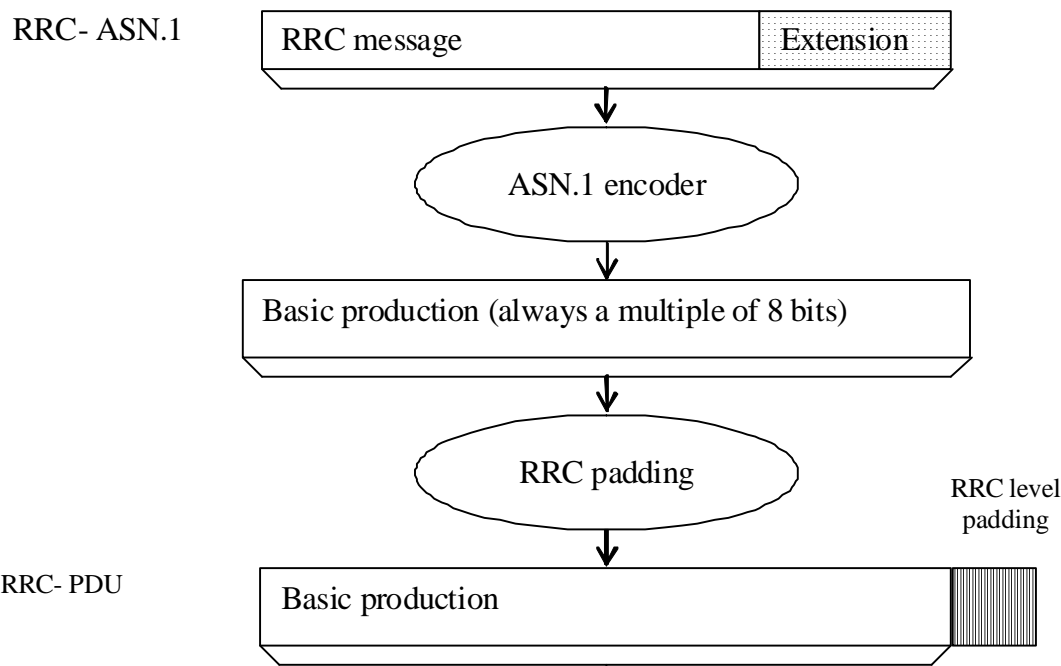 RRC- ASN.1
RRC message
Extension
ASN.1 encoder
Basic production (always a multiple of 8 bits)
RRC padding
RRC level
padding
RRC- PDU
Basic production